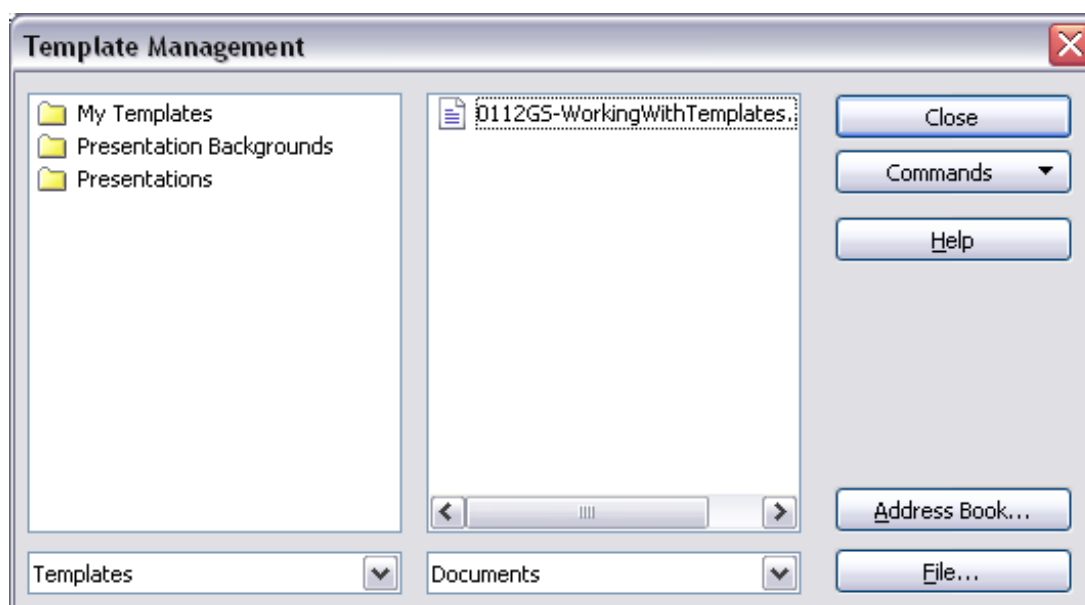 Template Management
My Templates
Presentation Backgrounds
Presentations
0112GS-WorkingWithTemplates.
Close
Commands
Help
Address Book...
Templates
Documents
File...